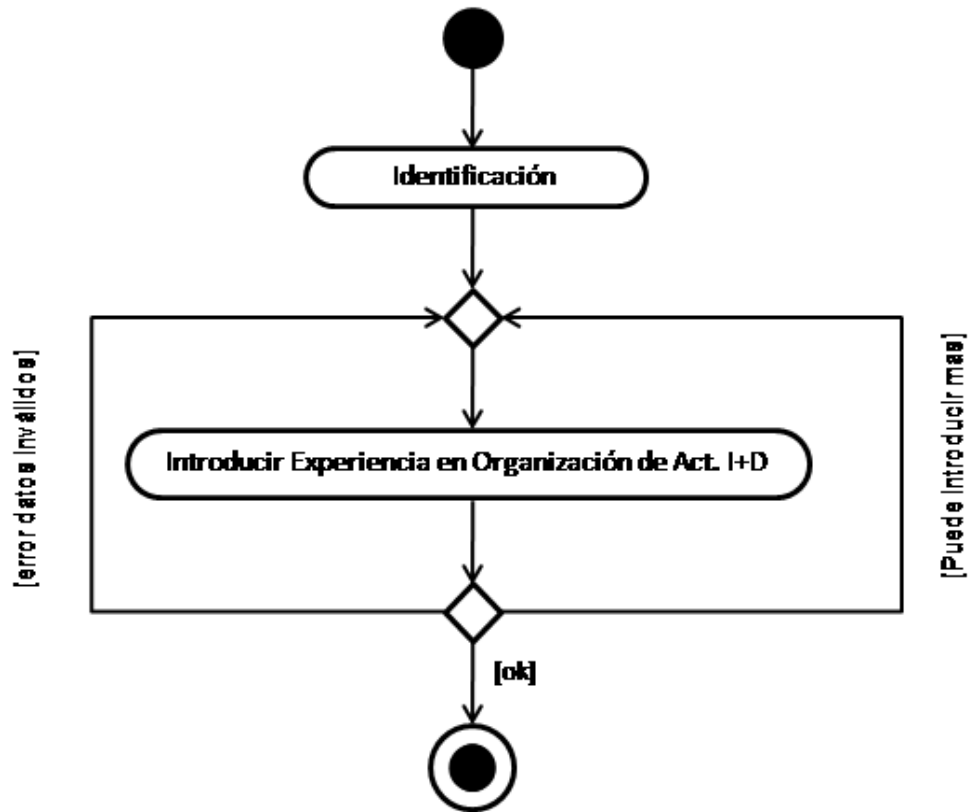 Identificación
[error datos inválidos]
[Puede Introducir mas]
Introducir Experiencia en Organización de Act. I+D
[ok]